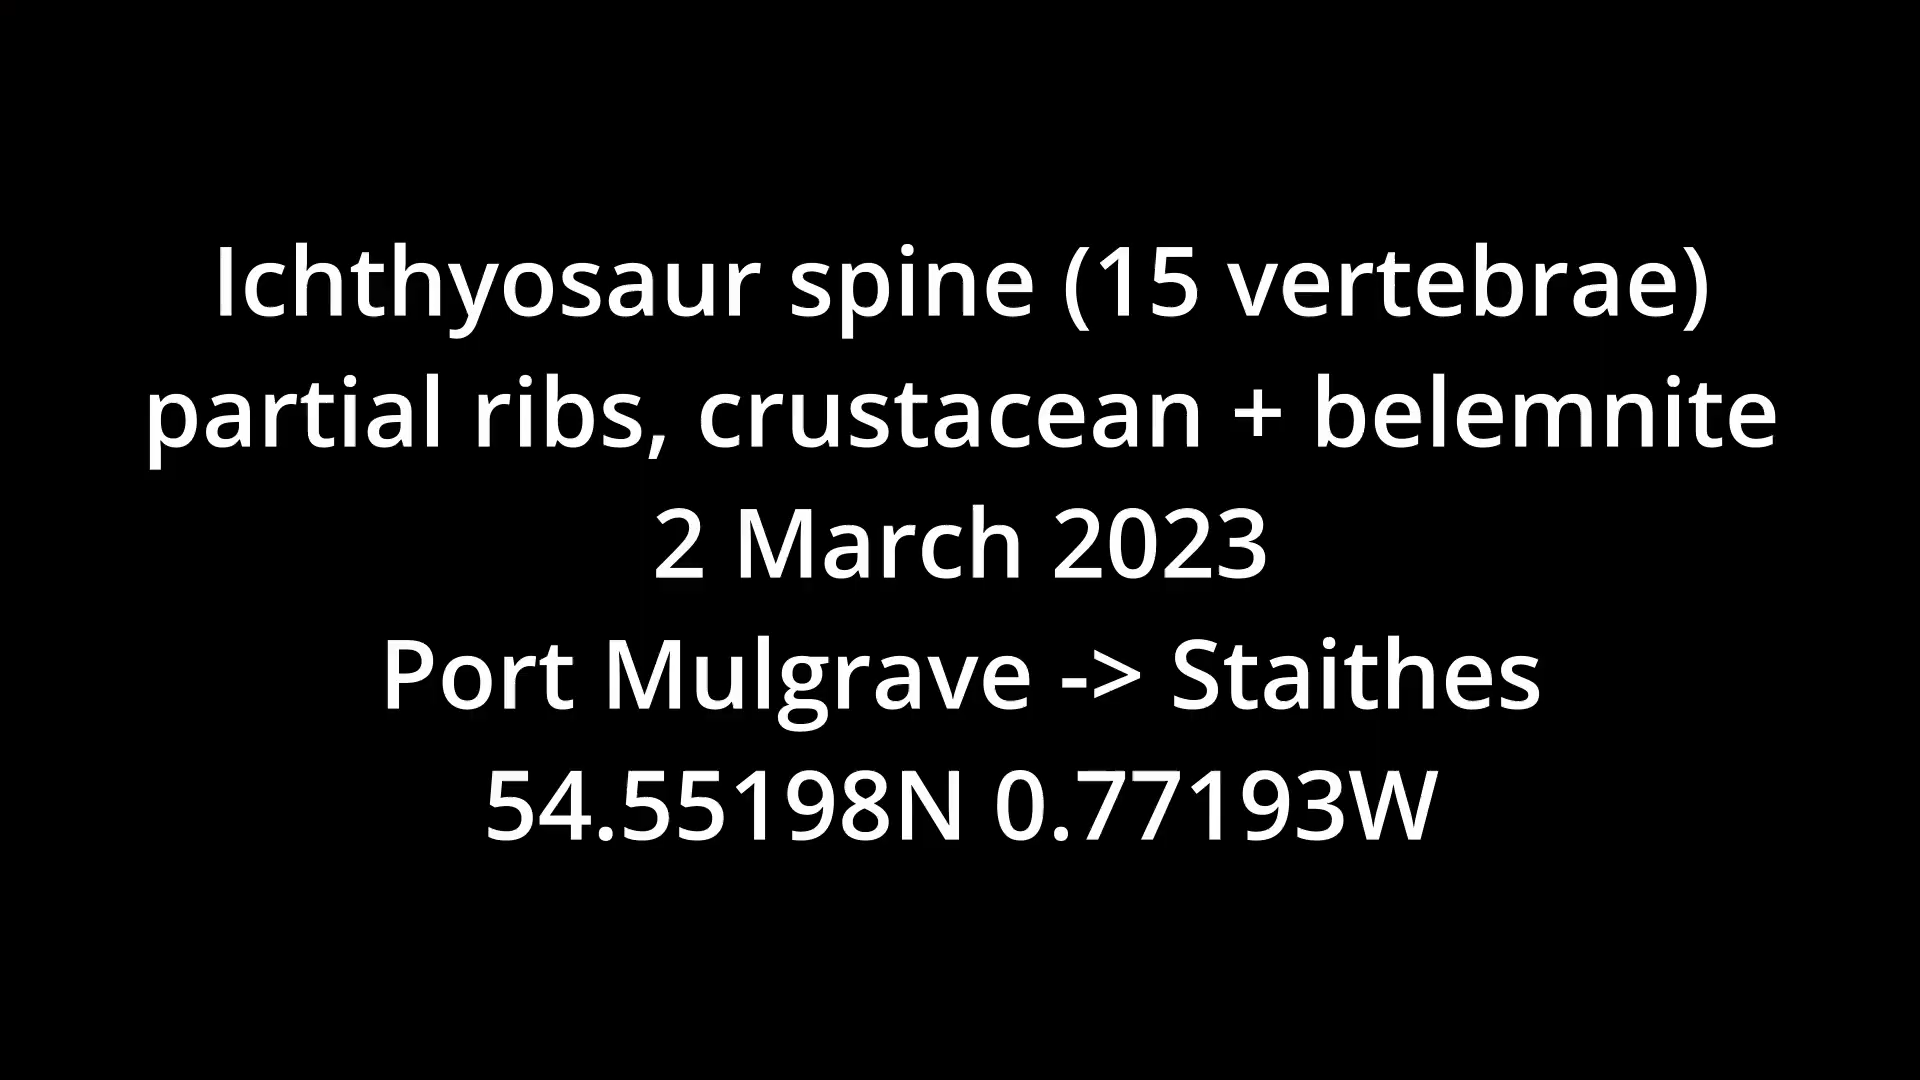 Ichthyosaur spine (15 vertebrae)
partial ribs, crustacean + belemnite
2 March 2023
Port Mulgrave -> Staithes
54.55198N 0.77193W